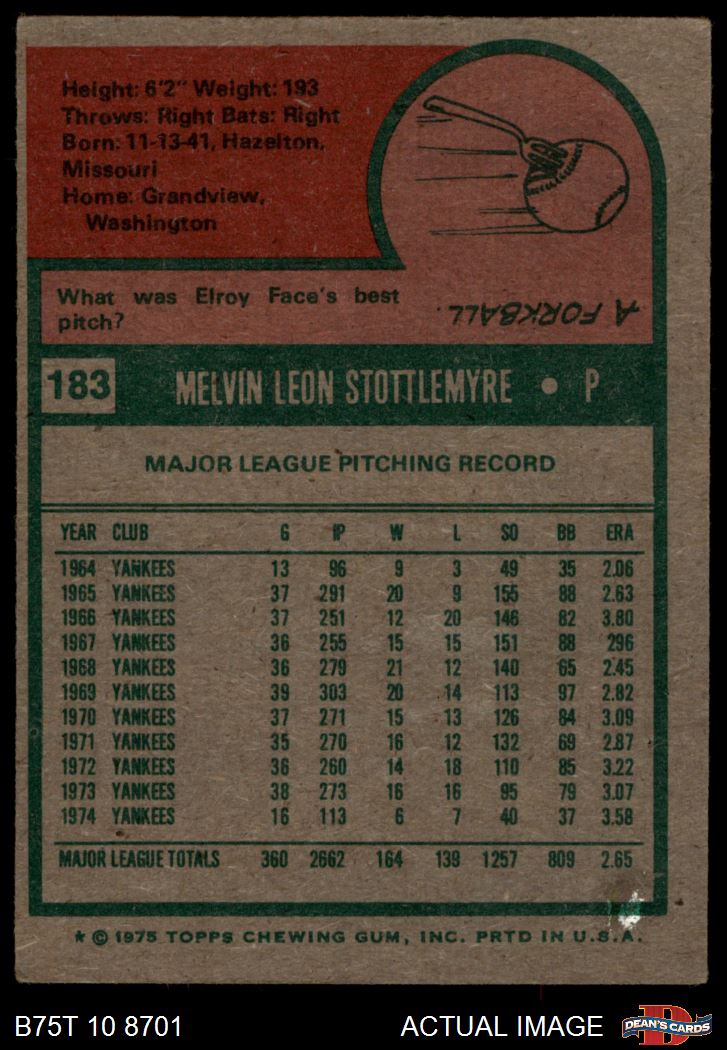 Height: 6'2" Weight: 193
Throws: Right Bats: Right
Born: 11-13-41, Hazelton,
Missouri
Home: Grandview,
Washington
What was Elroy Face's best
pitch?
A FORKBALL.
183 MELVIN LEON STOTTLEMYRE • P
MAJOR LEAGUE PITCHING RECORD
YEAR CLUB G IP W L SO BB ERA
1964 YANKEES 13 96 9 3 49 35 2.06
1965 YANKEES 37 291 20 9 155 88 2.63
1966 YANKEES 37 251 12 20 146 82 3.80
1967 YANKEES 36 255 15 15 151 88 296
1968 YANKEES 36 279 21 12 140 65 2.45
1969 YANKEES 39 303 20 14 113 97 2.82
1970 YANKEES 37 271 15 13 126 84 3.09
1971 YANKEES 35 270 16 12 132 69 2.87
1972 YANKEES 36 260 14 18 110 85 3.22
1973 YANKEES 38 273 16 16 95 79 3.07
1974 YANKEES 16 113 6 7 40 37 3.58
MAJOR LEAGUE TOTALS 360 2662 164 139 1257 809 2.65
★ © 1975 TOPPS CHEWING GUM, INC. PRTD IN U.S.A.
B75T 10 8701 ACTUAL IMAGE D DEAN'S CARDS